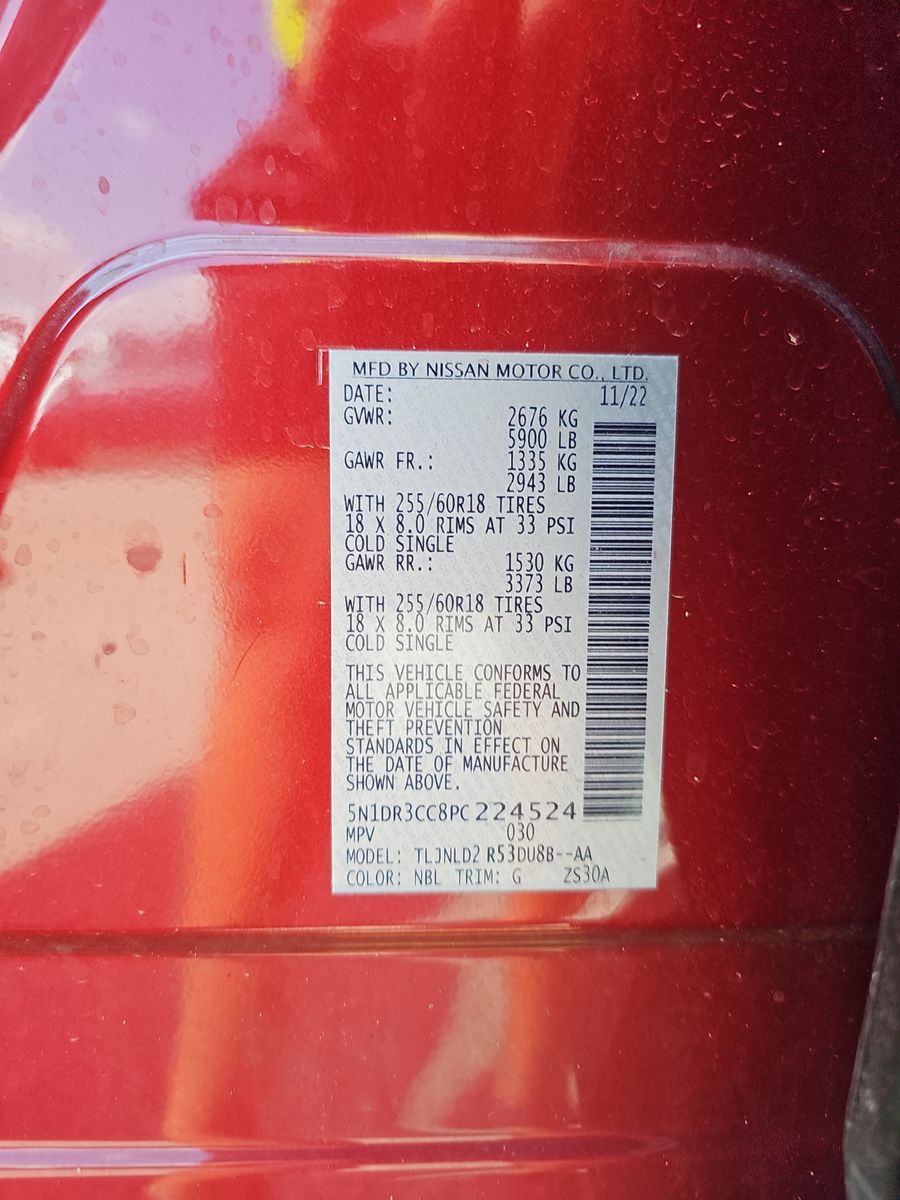 MFD BY NISSAN MOTOR CO., LTD.
DATE: 11/22
GVWR: 2676 KG
5900 LB
GAWR FR.: 1335 KG
2943 LB
WITH 255/60R18 TIRES
18 X 8.0 RIMS AT 33 PSI
COLD SINGLE
GAWR RR.: 1530 KG
3373 LB
WITH 255/60R18 TIRES
18 X 8.0 RIMS AT 33 PSI
COLD SINGLE
THIS VEHICLE CONFORMS TO
ALL APPLICABLE FEDERAL
MOTOR VEHICLE SAFETY AND
THEFT PREVENTION
STANDARDS IN EFFECT ON
THE DATE OF MANUFACTURE
SHOWN ABOVE.
5N1DR3CC8PC224524
MPV 030
MODEL: TLJNLD2 R53DU8B--AA
COLOR: NBL TRIM: G ZS30A